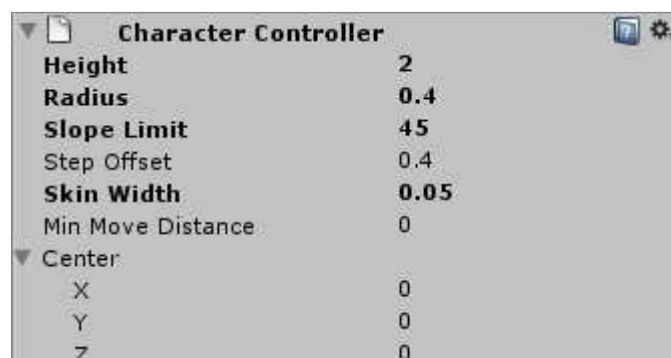 Character Controller
Height 2
Radius 0.4
Slope Limit 45
Step Offset 0.4
Skin Width 0.05
Min Move Distance 0
Center
X 0
Y 0
Z 0